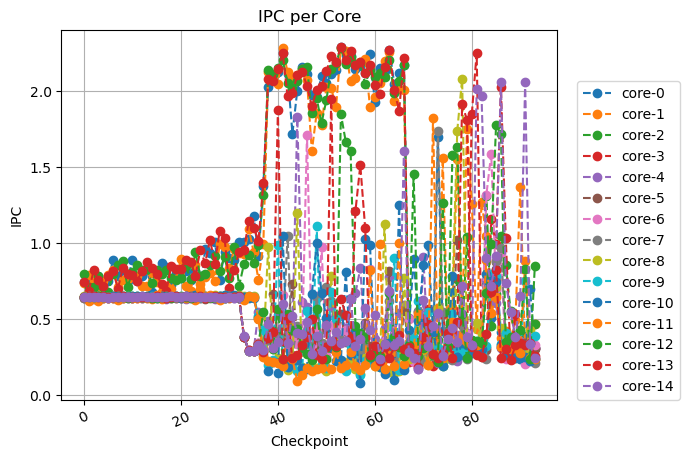 IPC per Core
IPC
2.0
1.5
1.0
0.5
0.0
0
20
40
60
80
Checkpoint
core-0
core-1
core-2
core-3
core-4
core-5
core-6
core-7
core-8
core-9
core-10
core-11
core-12
core-13
core-14